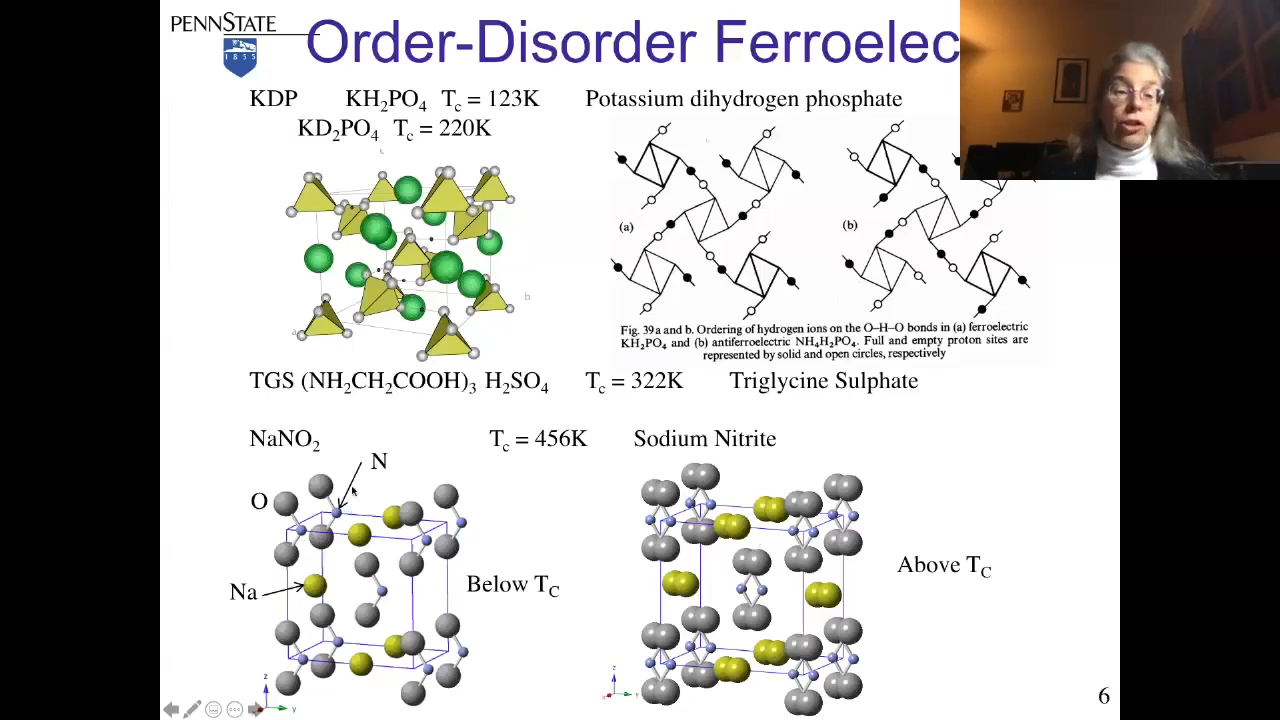 PENNSTATE
1855
Order-Disorder Ferroelec
KDP KH2PO4 Tc = 123K Potassium dihydrogen phosphate
KD2PO4 Tc = 220K
c
b
a
(a)
(b)
Fig. 39a and b. Ordering of hydrogen ions on the O–H–O bonds in (a) ferroelectric
KH2PO4 and (b) antiferroelectric NH4H2PO4. Full and empty proton sites are
represented by solid and open circles, respectively
TGS (NH2CH2COOH)3 H2SO4 Tc = 322K Triglycine Sulphate
NaNO2 Tc = 456K Sodium Nitrite
N
O
Na
Below TC
Above TC
z
y
z
y
6